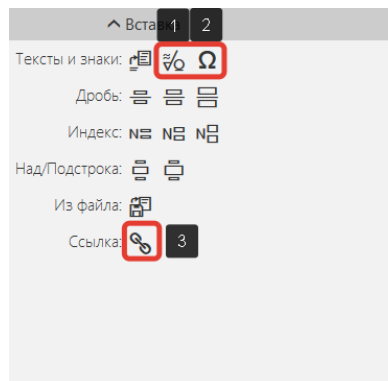 Вставка 1 2
Тексты и знаки: Ω
Дробь:
Индекс: N N N
Над/Подстрока:
Из файла:
Ссылка: 3